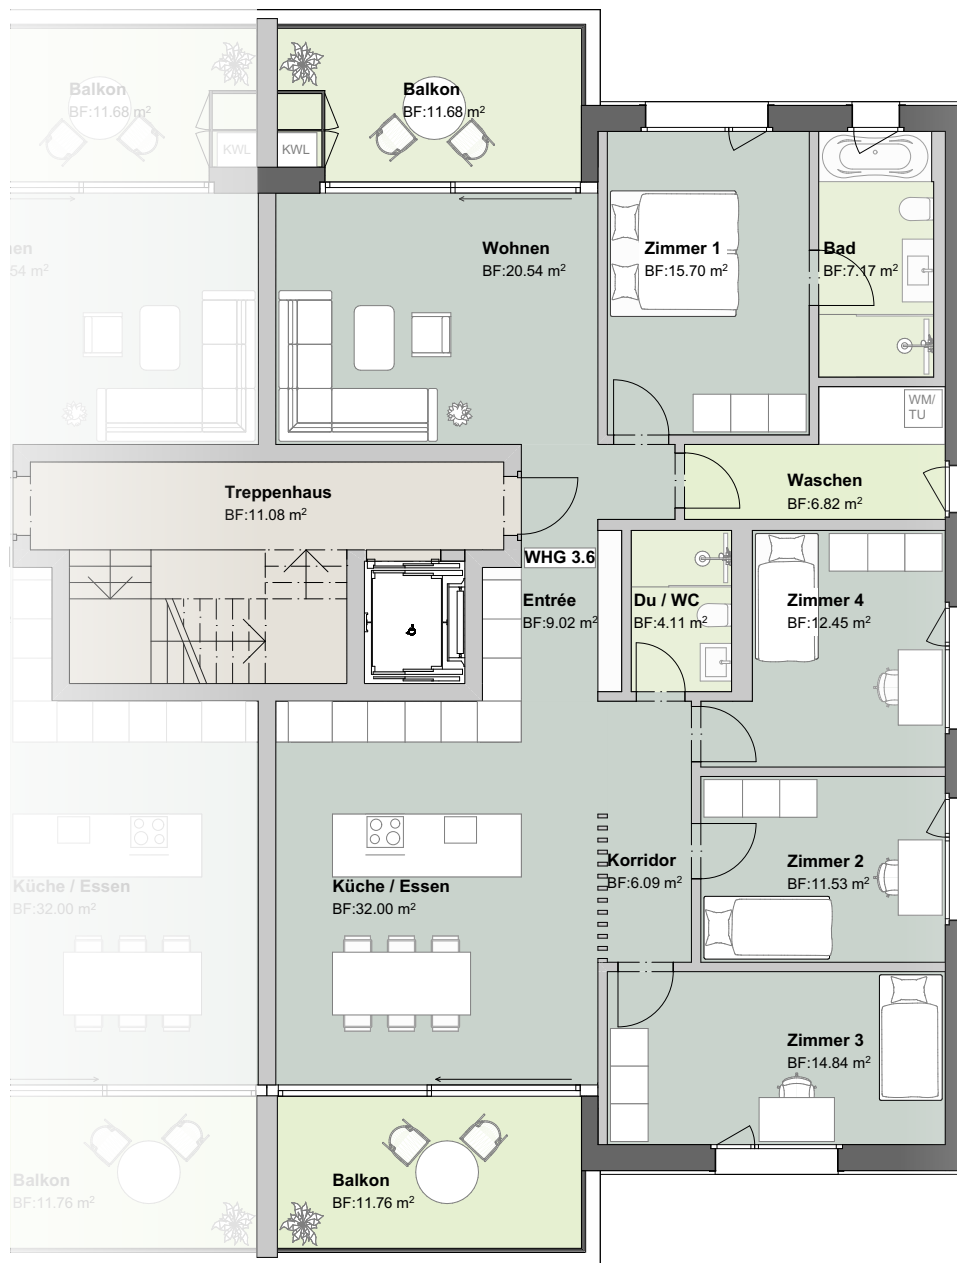 Balkon
BF:11.68 m²
Balkon
BF:11.68 m²
KWL
KWL
en
54 m²
Wohnen
BF:20.54 m²
Zimmer 1
BF:15.70 m²
Bad
BF:7.17 m²
WM/
TU
Treppenhaus
BF:11.08 m²
Waschen
BF:6.82 m²
WHG 3.6
Entrée
BF:9.02 m²
Du / WC
BF:4.11 m²
Zimmer 4
BF:12.45 m²
Küche / Essen
BF:32.00 m²
Küche / Essen
BF:32.00 m²
Korridor
BF:6.09 m²
Zimmer 2
BF:11.53 m²
Zimmer 3
BF:14.84 m²
Balkon
BF:11.76 m²
Balkon
BF:11.76 m²